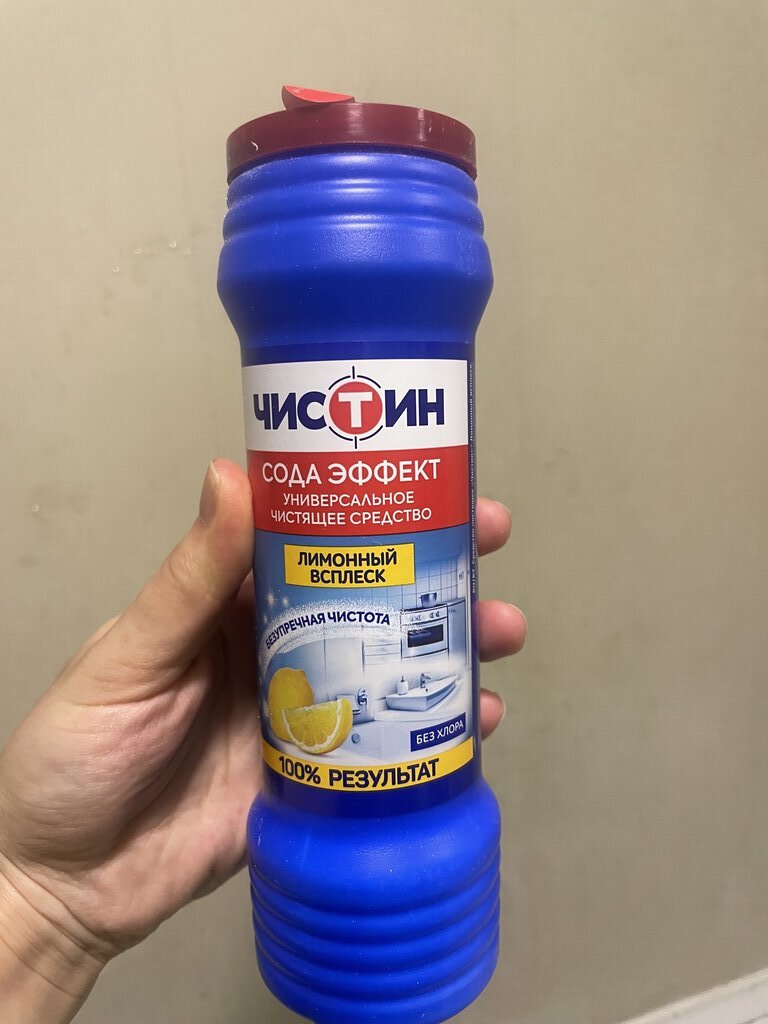 ЧИСТИН
СОДА ЭФФЕКТ
УНИВЕРСАЛЬНОЕ
ЧИСТЯЩЕЕ СРЕДСТВО
ЛИМОННЫЙ
ВСПЛЕСК
БЕЗУПРЕЧНАЯ ЧИСТОТА
БЕЗ ХЛОРА
100% РЕЗУЛЬТАТ